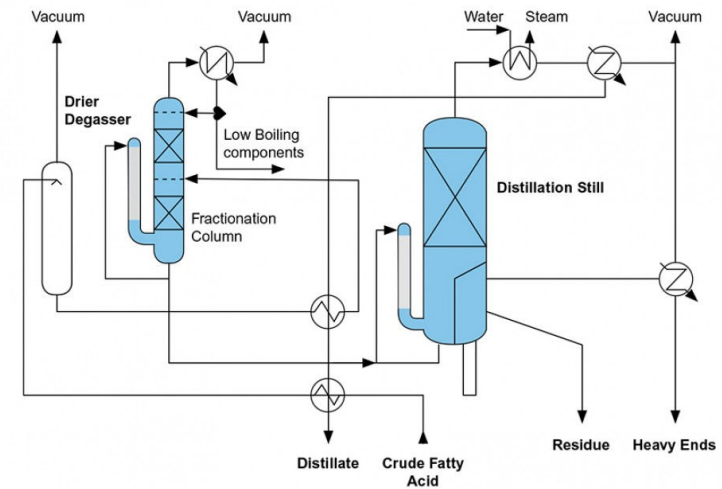 Vacuum
Vacuum
Water
Steam
Vacuum
Drier
Degasser
Low Boiling
components
Distillation Still
Fractionation
Column
Residue
Heavy Ends
Distillate
Crude Fatty
Acid